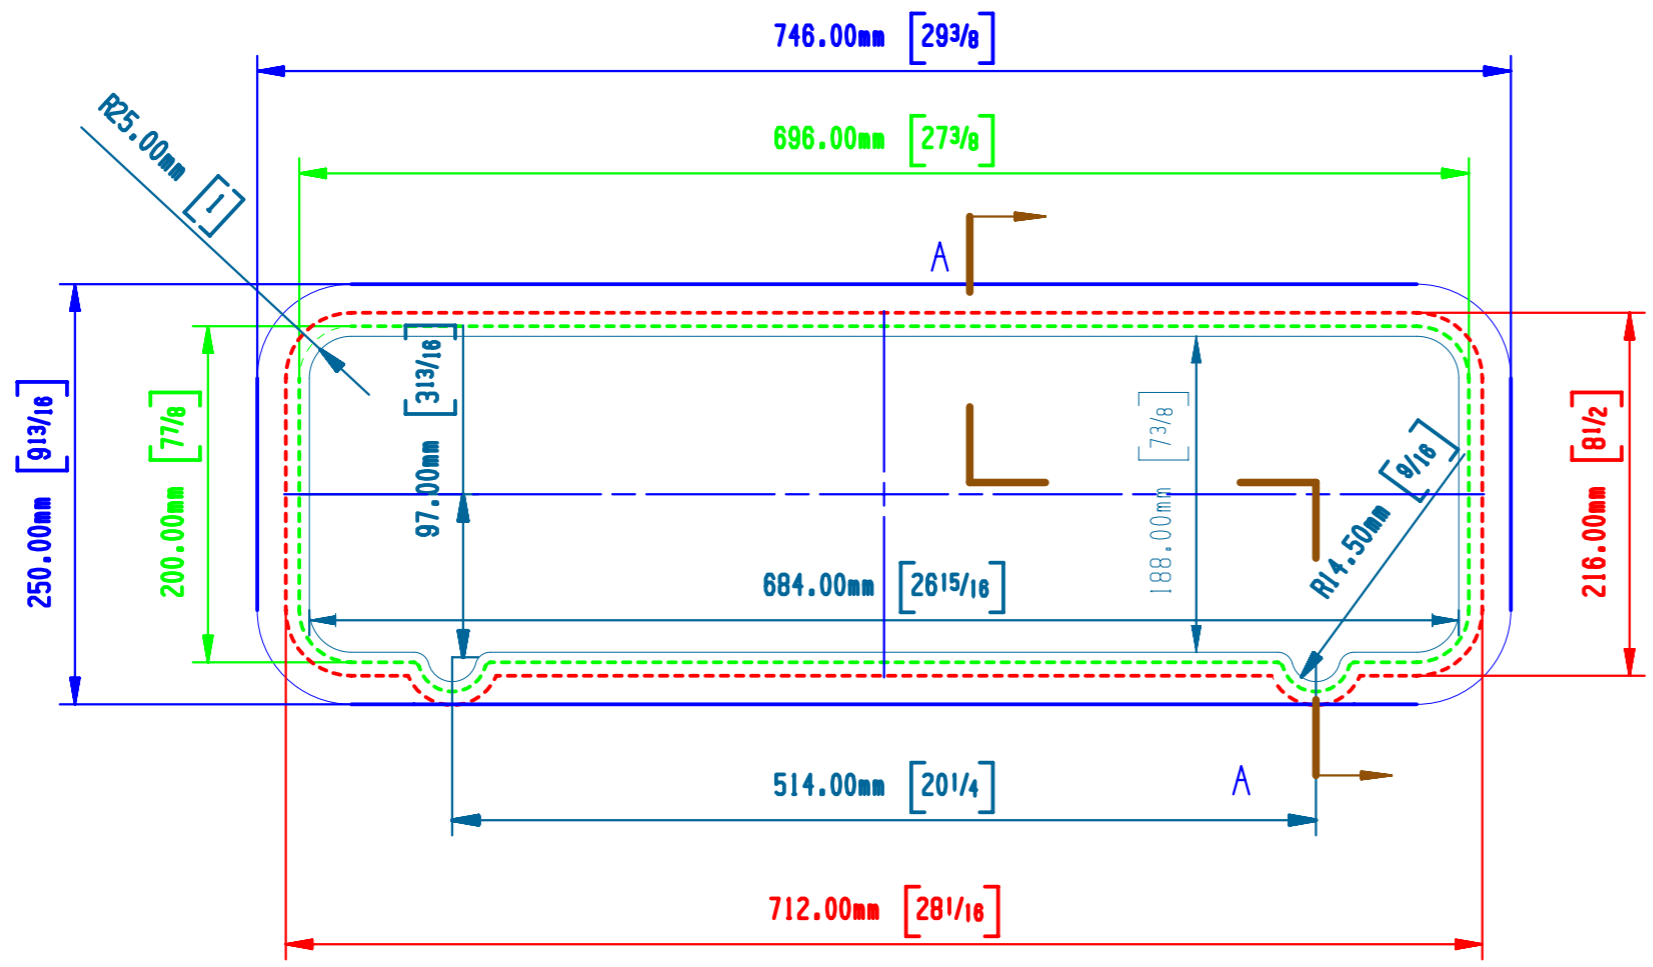 746.00mm [29 3/8]
R25.00mm [1]
696.00mm [27 3/8]
A
250.00mm [9 13/16]
200.00mm [7 7/8]
97.00mm [3 13/16]
188.00mm [7 3/8]
R14.50mm [9/16]
216.00mm [8 1/2]
684.00mm [26 15/16]
514.00mm [20 1/4]
A
712.00mm [28 1/16]